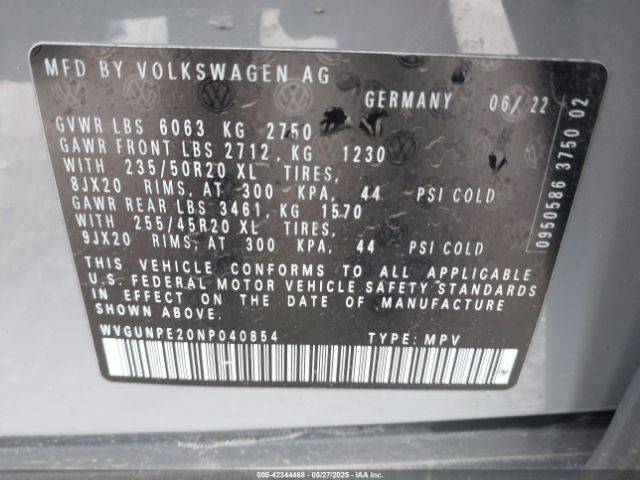 MFD BY VOLKSWAGEN AG
GERMANY 06/22
GVWR LBS 6063 KG 2750
GAWR FRONT LBS 2712, KG 1230
WITH 235/50R20 XL TIRES,
8JX20 RIMS, AT 300 KPA, 44 PSI COLD
GAWR REAR LBS 3461, KG 1570
WITH 255/45R20 XL TIRES,
9JX20 RIMS, AT 300 KPA, 44 PSI COLD
THIS VEHICLE CONFORMS TO ALL APPLICABLE
U.S. FEDERAL MOTOR VEHICLE SAFETY STANDARDS
IN EFFECT ON THE DATE OF MANUFACTURE
SHOWN ABOVE.
WVGUNPE20NP040854 TYPE: MPV
0950586 3750 02
000-42344468 - 05/27/2025 - IAAI.COM